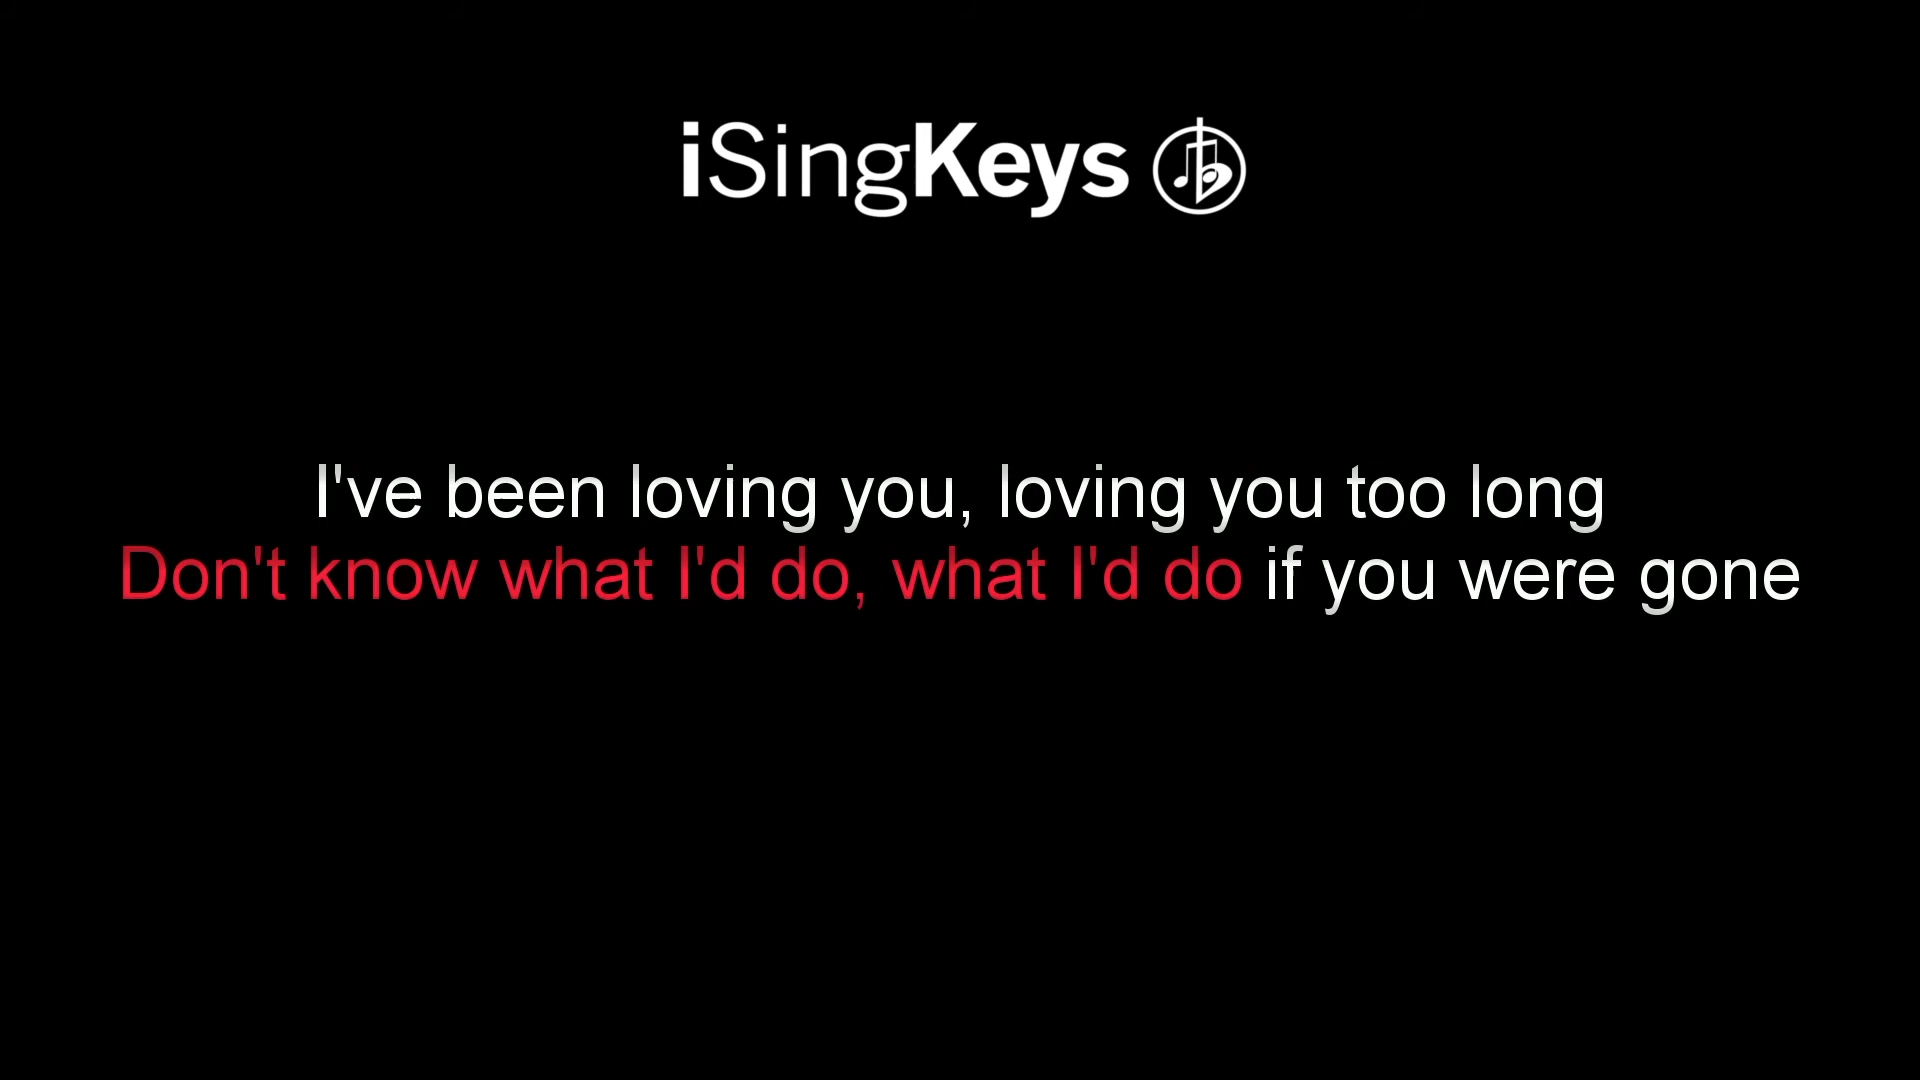 iSingKeys
I've been loving you, loving you too long
Don't know what I'd do, what I'd do if you were gone